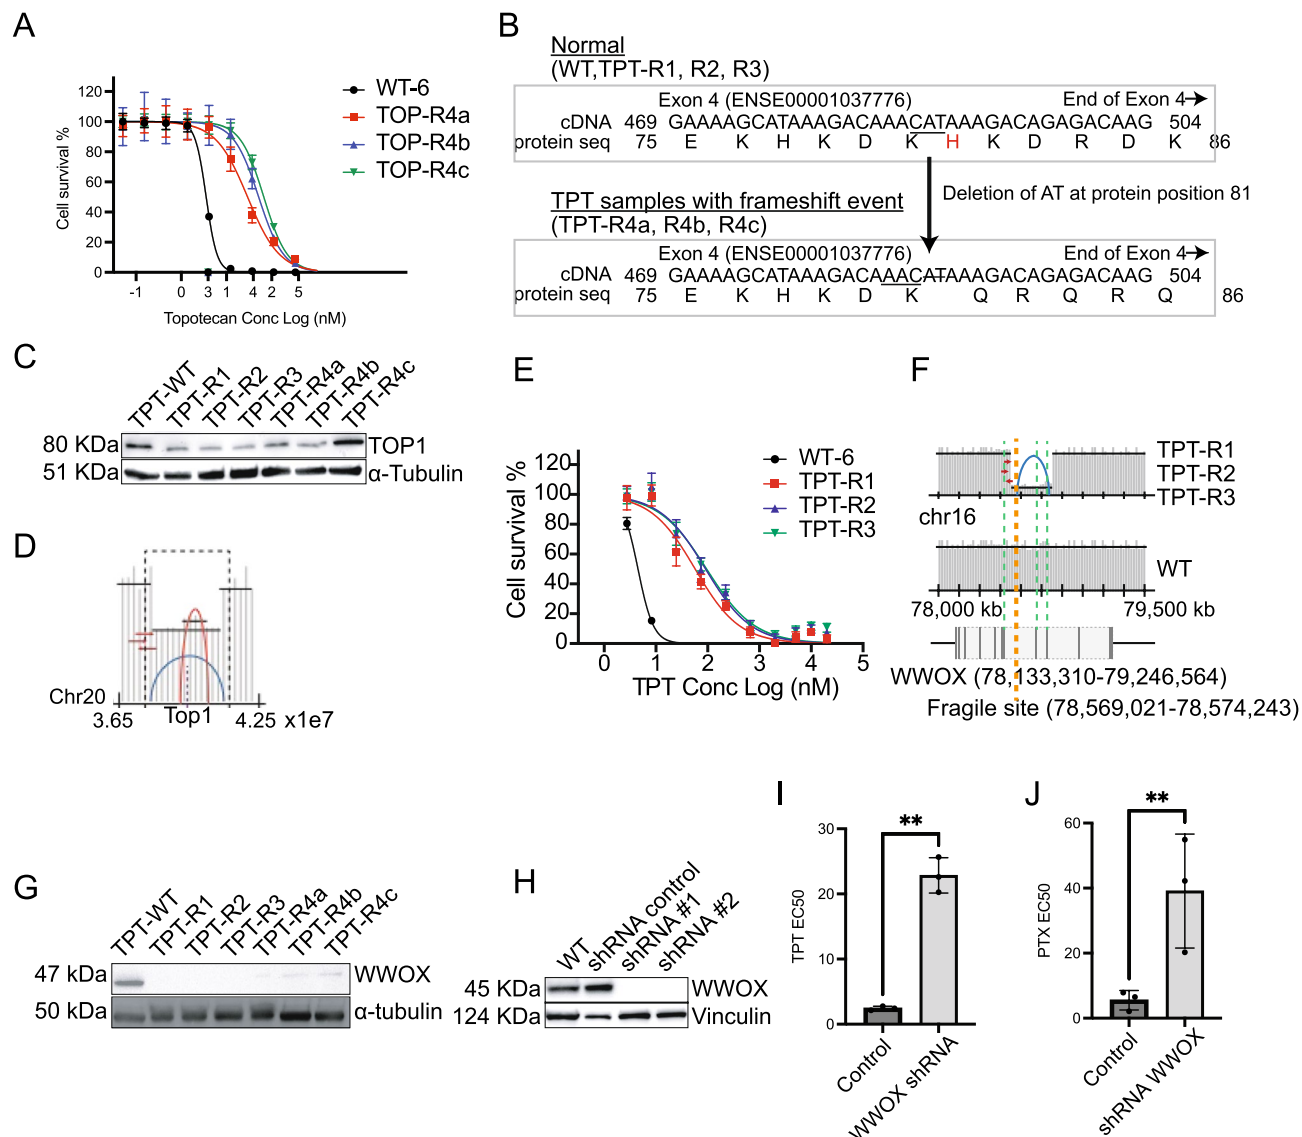 A
120
100
80
60
40
20
0
Cell survival %
-1 0 3 1 4 2 5
Topotecan Conc Log (nM)
WT-6
TOP-R4a
TOP-R4b
TOP-R4c
B
Normal
(WT,TPT-R1, R2, R3)
Exon 4 (ENSE00001037776) End of Exon 4
cDNA 469 GAAAAGCATAAAGACAAACATAAAGACAGAGACAAG 504
protein seq 75 E K H K D K H K D R D K 86
Deletion of AT at protein position 81
TPT samples with frameshift event
(TPT-R4a, R4b, R4c)
Exon 4 (ENSE00001037776) End of Exon 4
cDNA 469 GAAAAGCATAAAGACAAACATAAAGACAGAGACAAG 504
protein seq 75 E K H K D K Q R Q R Q 86
C
TPT-WT TPT-R1 TPT-R2 TPT-R3 TPT-R4a TPT-R4b TPT-R4c
80 KDa TOP1
51 KDa α-Tubulin
D
Chr20
3.65 Top1 4.25 x1e7
E
120
100
80
60
40
20
0
Cell survival %
0 1 2 3 4 5
TPT Conc Log (nM)
WT-6
TPT-R1
TPT-R2
TPT-R3
F
TPT-R1
TPT-R2
TPT-R3
chr16
WT
78,000 kb 79,500 kb
WWOX (78,133,310-79,246,564)
Fragile site (78,569,021-78,574,243)
G
TPT-WT TPT-R1 TPT-R2 TPT-R3 TPT-R4a TPT-R4b TPT-R4c
47 kDa WWOX
50 kDa α-tubulin
H
WT shRNA control shRNA #1 shRNA #2
45 KDa WWOX
124 KDa Vinculin
I
**
30
20
10
0
TPT EC50
Control WWOX shRNA
J
**
60
40
20
0
PTX EC50
Control shRNA WWOX